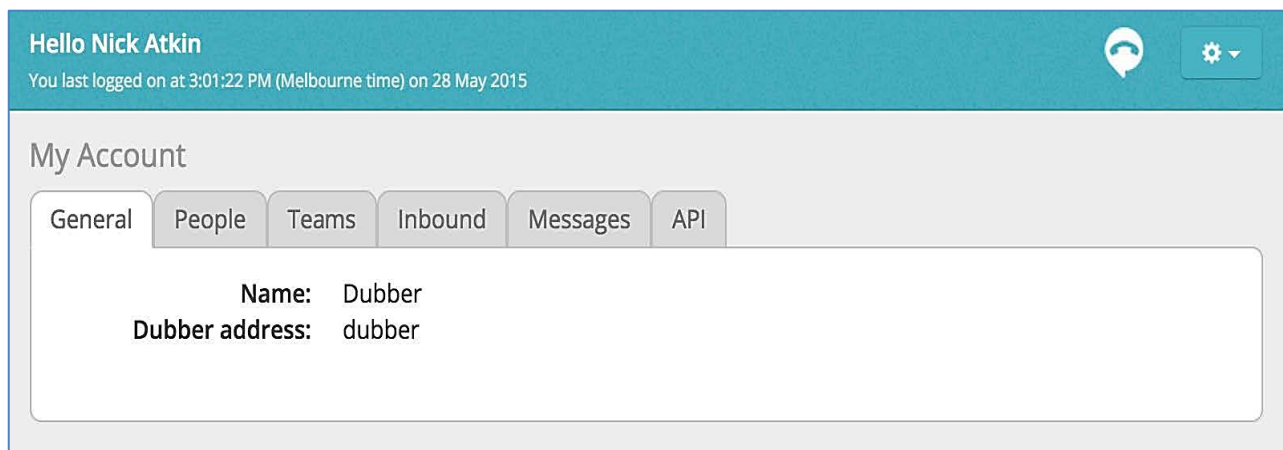 Hello Nick Atkin
You last logged on at 3:01:22 PM (Melbourne time) on 28 May 2015
My Account
General People Teams Inbound Messages API
Name: Dubber
Dubber address: dubber